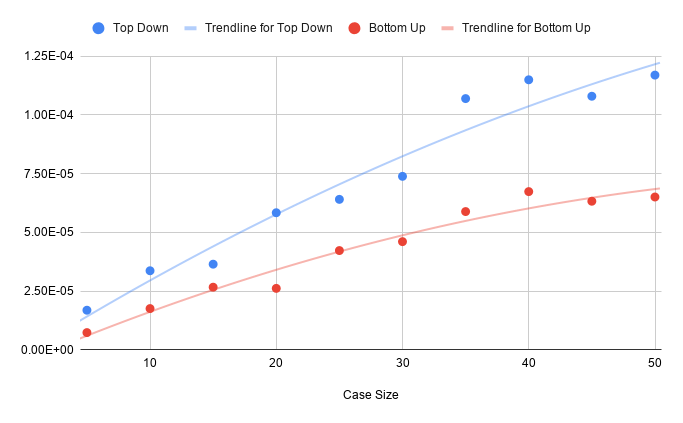 Top Down Trendline for Top Down Bottom Up Trendline for Bottom Up
1.25E-04
1.00E-04
7.50E-05
5.00E-05
2.50E-05
0.00E+00
10 20 30 40 50
Case Size